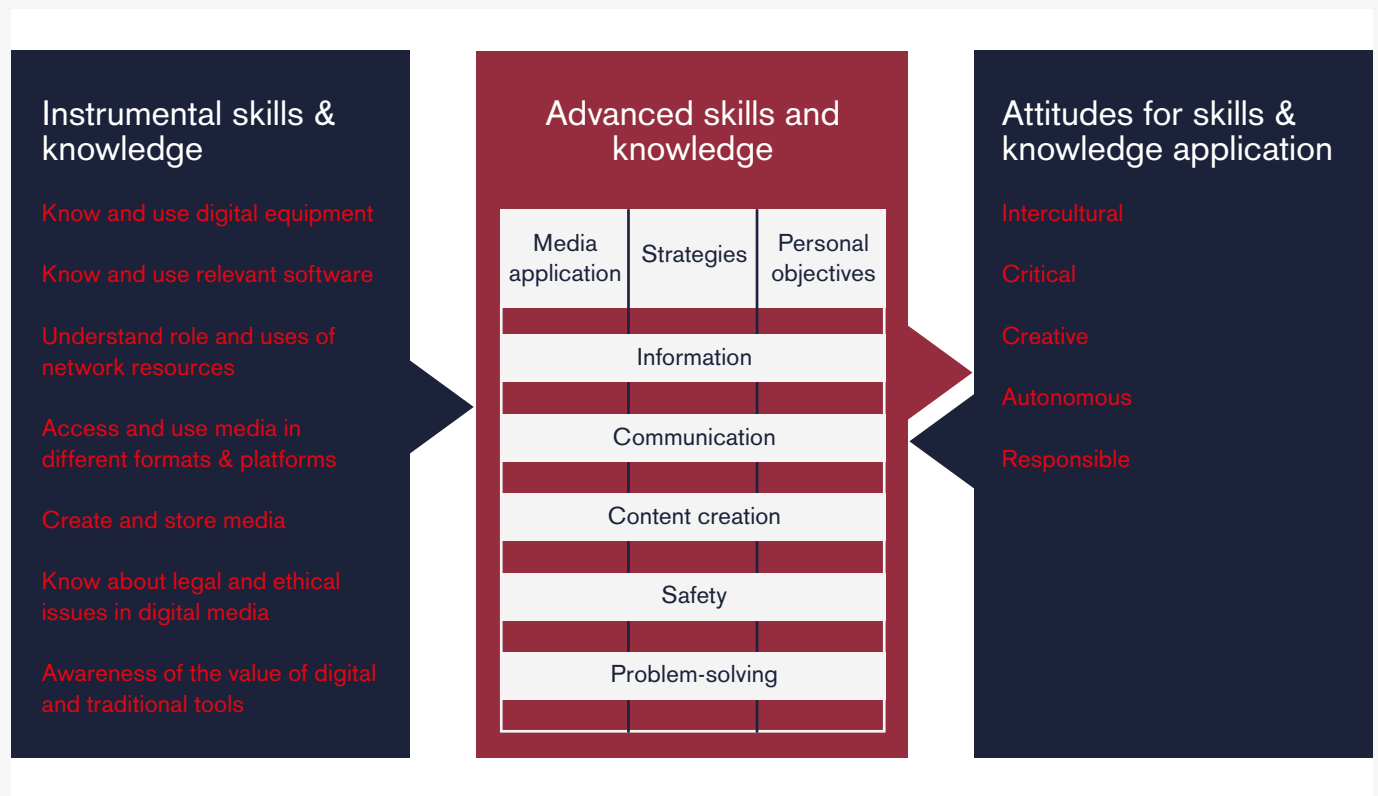 Instrumental skills &
knowledge
Know and use digital equipment
Know and use relevant software
Understand role and uses of
network resources
Access and use media in
different formats & platforms
Create and store media
Know about legal and ethical
issues in digital media
Awareness of the value of digital
and traditional tools
Advanced skills and
knowledge
Media
application
Strategies
Personal
objectives
Information
Communication
Content creation
Safety
Problem-solving
Attitudes for skills &
knowledge application
Intercultural
Critical
Creative
Autonomous
Responsible